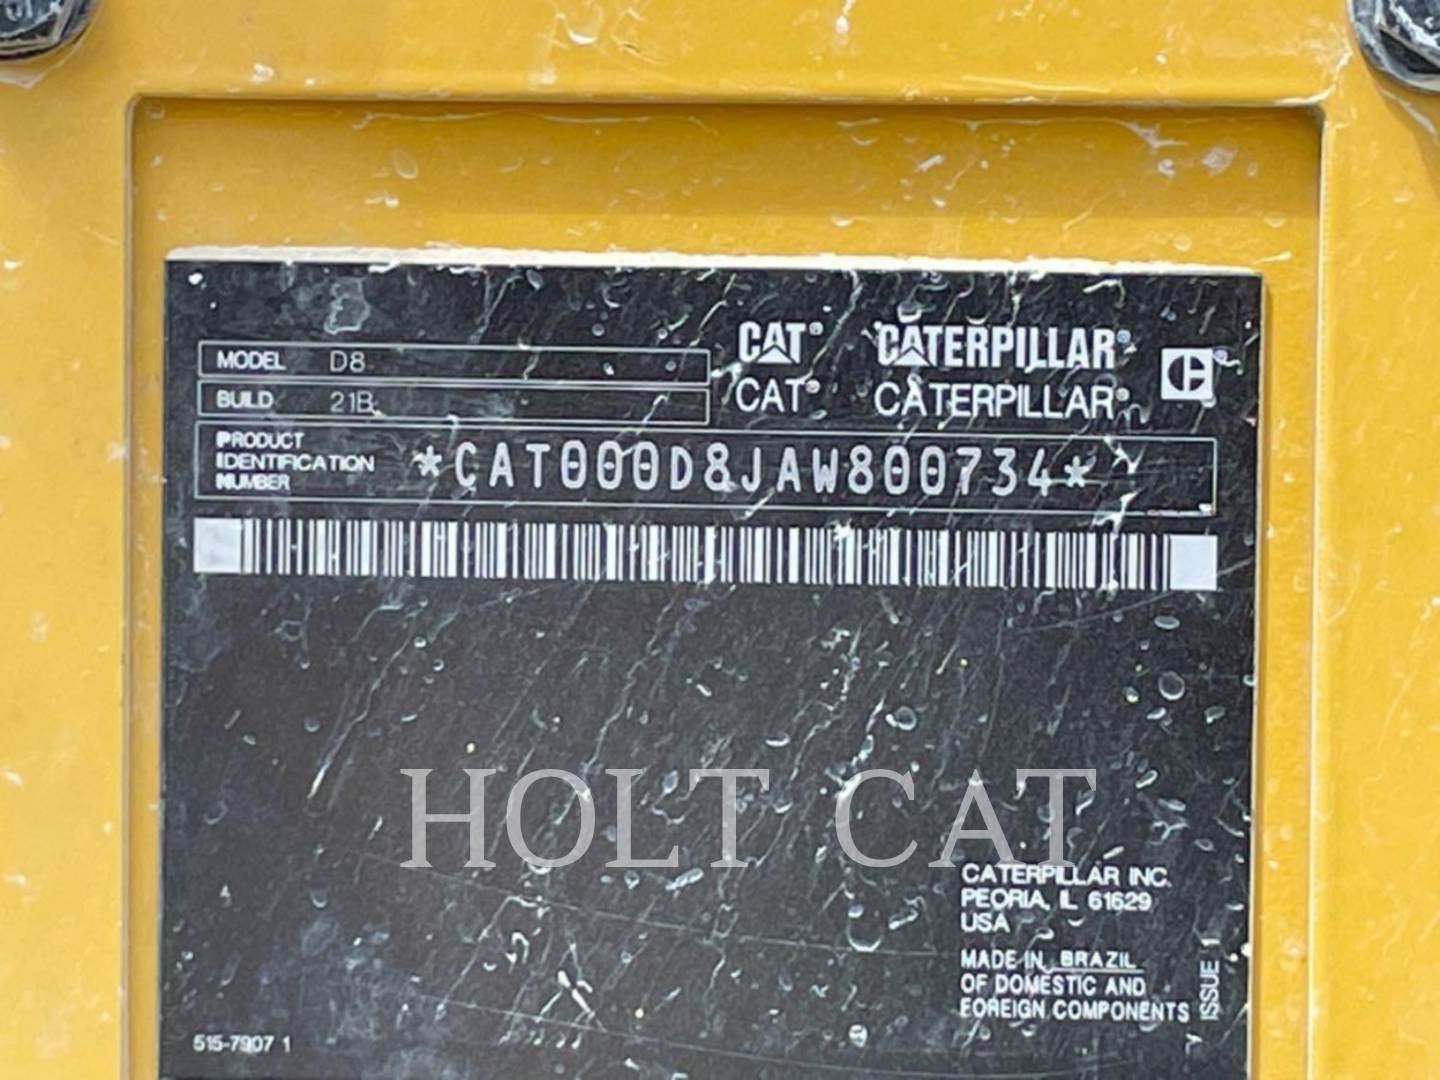 MODEL D8
BUILD 21B
CAT® CATERPILLAR®
CAT® CATERPILLAR®
PRODUCT
IDENTIFICATION
NUMBER
*CAT000D8JAW800734*
HOLT CAT
CATERPILLAR INC.
PEORIA, IL 61629
USA
MADE IN BRAZIL
OF DOMESTIC AND
FOREIGN COMPONENTS
ISSUE 1
515-7907 1